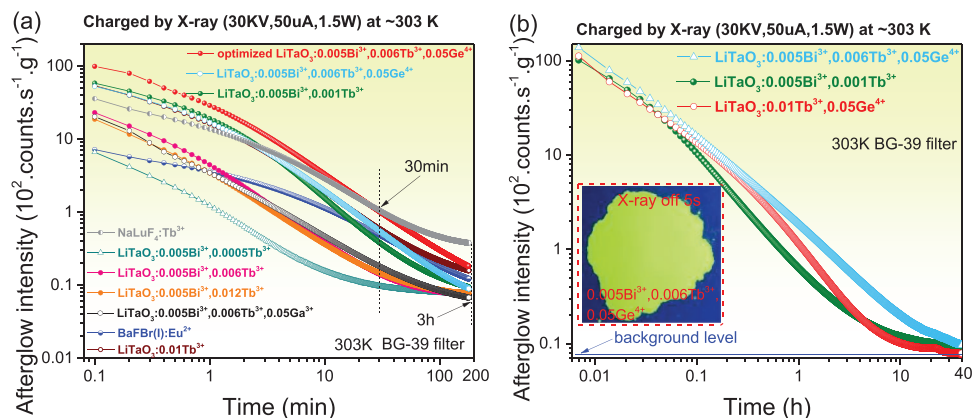 (a)
Charged by X-ray (30KV,50uA,1.5W) at ~303 K
Afterglow intensity (10².counts.s⁻¹.g⁻¹)
100
10
1
0.1
0.01
optimized LiTaO₃:0.005Bi³⁺,0.006Tb³⁺,0.05Ge⁴⁺
LiTaO₃:0.005Bi³⁺,0.006Tb³⁺,0.05Ge⁴⁺
LiTaO₃:0.005Bi³⁺,0.001Tb³⁺
30min
NaLuF₄:Tb³⁺
LiTaO₃:0.005Bi³⁺,0.0005Tb³⁺
LiTaO₃:0.005Bi³⁺,0.006Tb³⁺
LiTaO₃:0.005Bi³⁺,0.012Tb³⁺
LiTaO₃:0.005Bi³⁺,0.006Tb³⁺,0.05Ga³⁺
BaFBr(I):Eu²⁺
LiTaO₃:0.01Tb³⁺
3h
303K BG-39 filter
0.1
1
10
100
200
Time (min)
(b)
Charged by X-ray (30KV,50uA,1.5W) at ~303 K
Afterglow intensity (10².counts.s⁻¹.g⁻¹)
100
10
1
0.1
LiTaO₃:0.005Bi³⁺,0.006Tb³⁺,0.05Ge⁴⁺
LiTaO₃:0.005Bi³⁺,0.001Tb³⁺
LiTaO₃:0.01Tb³⁺,0.05Ge⁴⁺
303K BG-39 filter
X-ray off 5s
0.005Bi³⁺,0.006Tb³⁺,
0.05Ge⁴⁺
background level
0.01
0.1
1
10
40
Time (h)